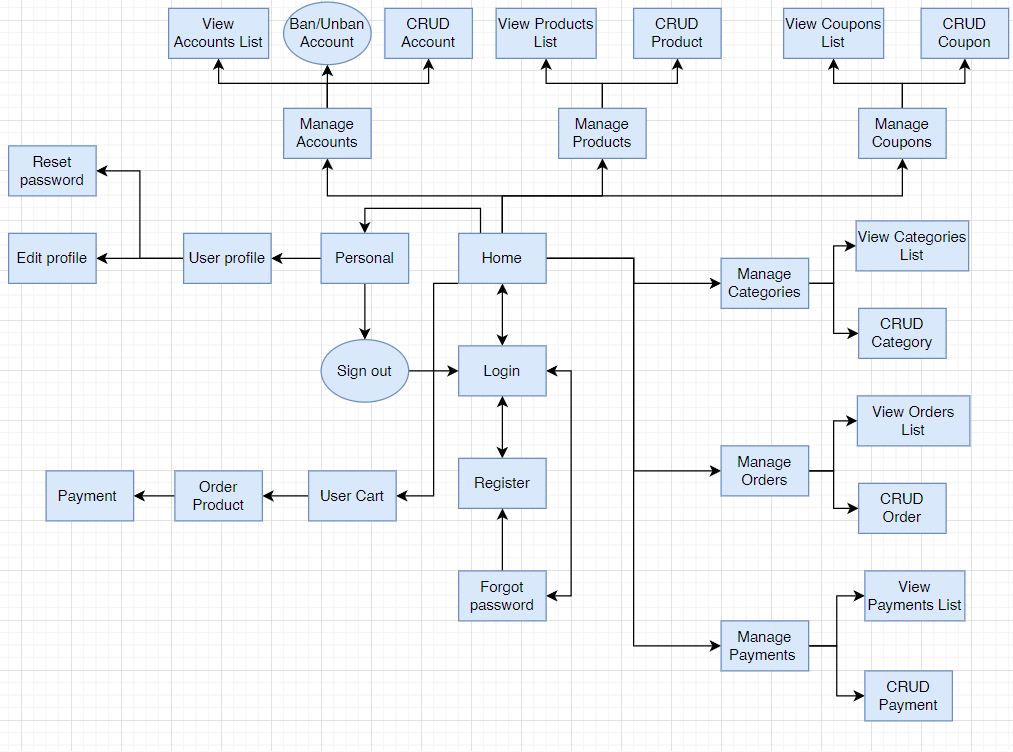 View
Accounts List
Ban/Unban
Account
CRUD
Account
View Products
List
CRUD
Product
View Coupons
List
CRUD
Coupon
Manage
Accounts
Manage
Products
Manage
Coupons
Reset
password
Edit profile
User profile
Personal
Home
View Categories
List
Manage
Categories
CRUD
Category
Sign out
Login
View Orders
List
Manage
Orders
CRUD
Order
Payment
Order
Product
User Cart
Register
Forgot
password
View
Payments List
Manage
Payments
CRUD
Payment